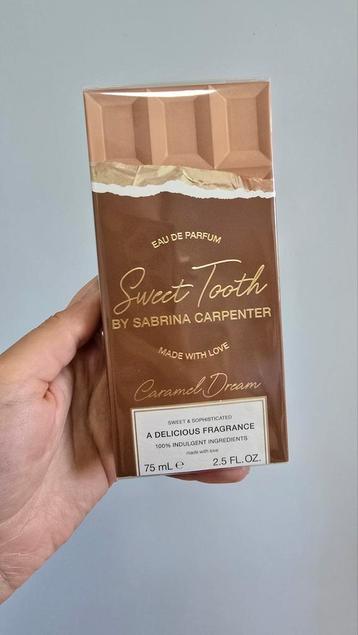 EAU DE PARFUM
Sweet Tooth
BY SABRINA CARPENTER
MADE WITH LOVE
Caramel Dream
SWEET & SOPHISTICATED
A DELICIOUS FRAGRANCE
100% INDULGENT INGREDIENTS
made with love
75 mL ℮ 2.5 FL.OZ.